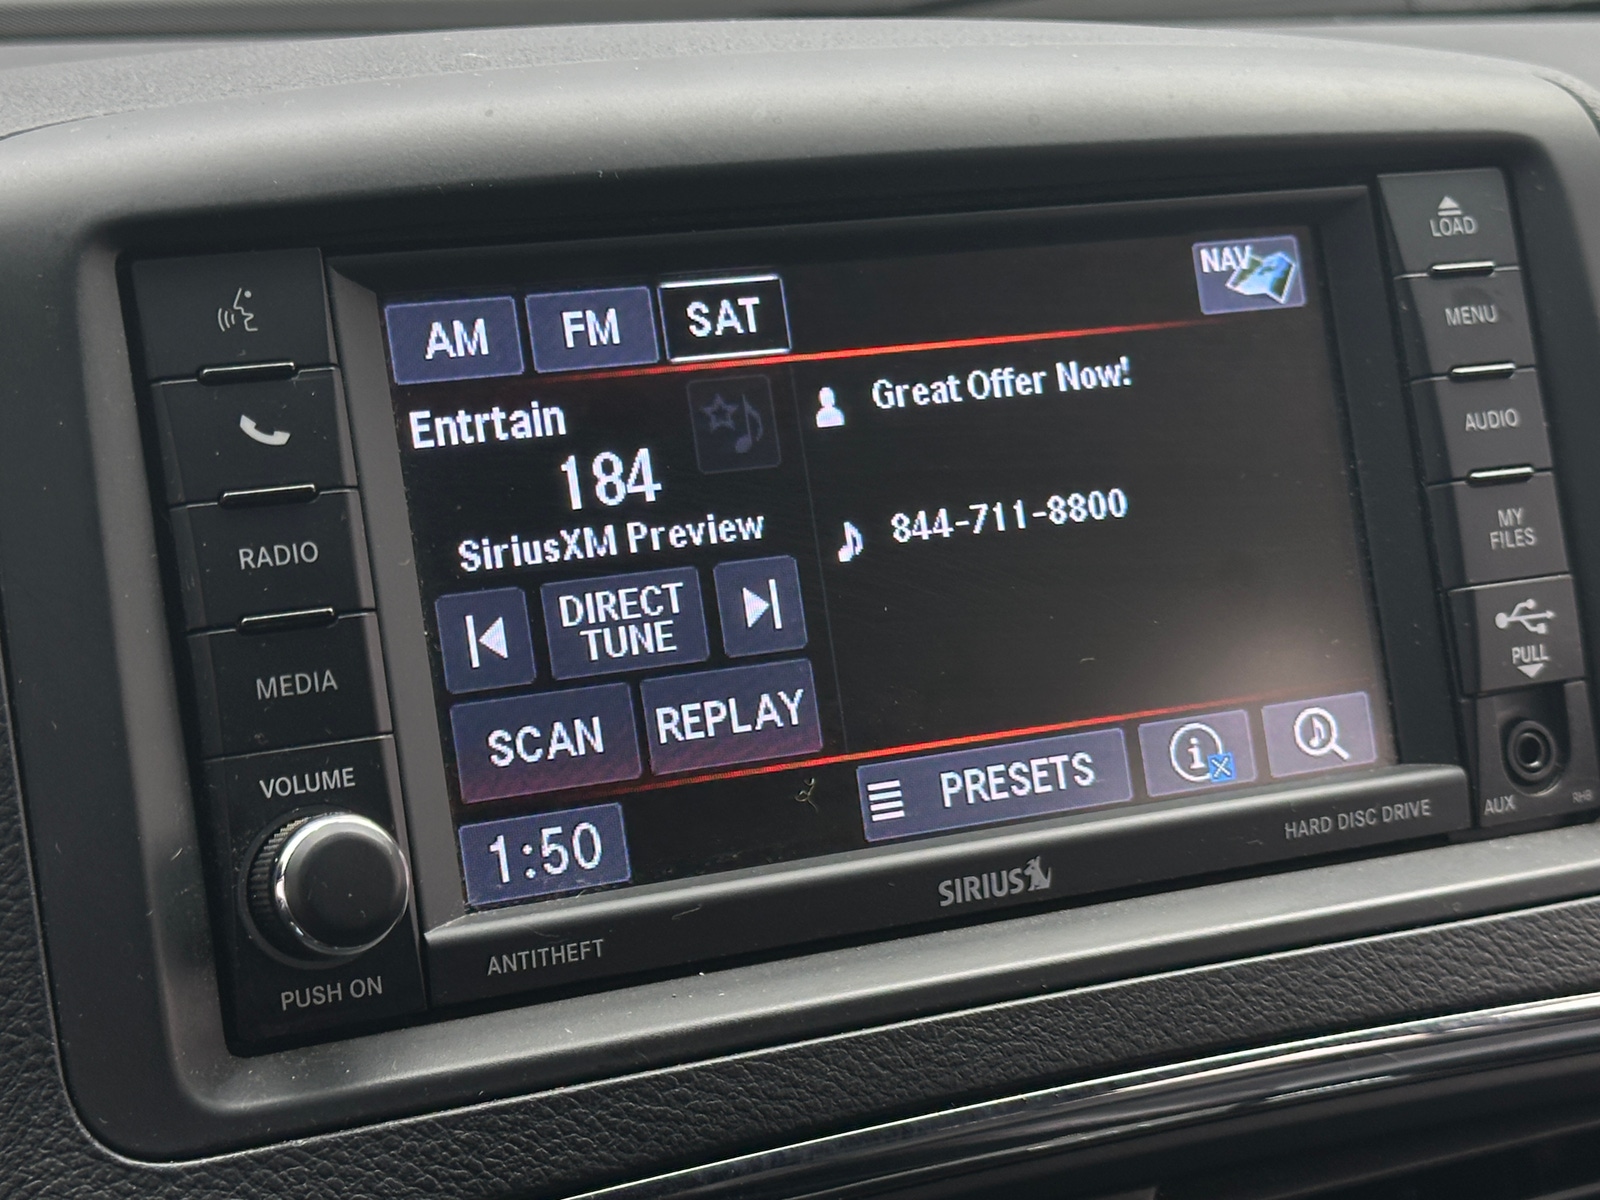 AM
FM
SAT
NAV
Entrtain
184
SiriusXM Preview
Great Offer Now!
844-711-8800
DIRECT
TUNE
SCAN
REPLAY
PRESETS
i
1:50
RADIO
MEDIA
VOLUME
PUSH ON
ANTITHEFT
SIRIUS
HARD DISC DRIVE
LOAD
MENU
AUDIO
MY
FILES
PULL
AUX
RHB